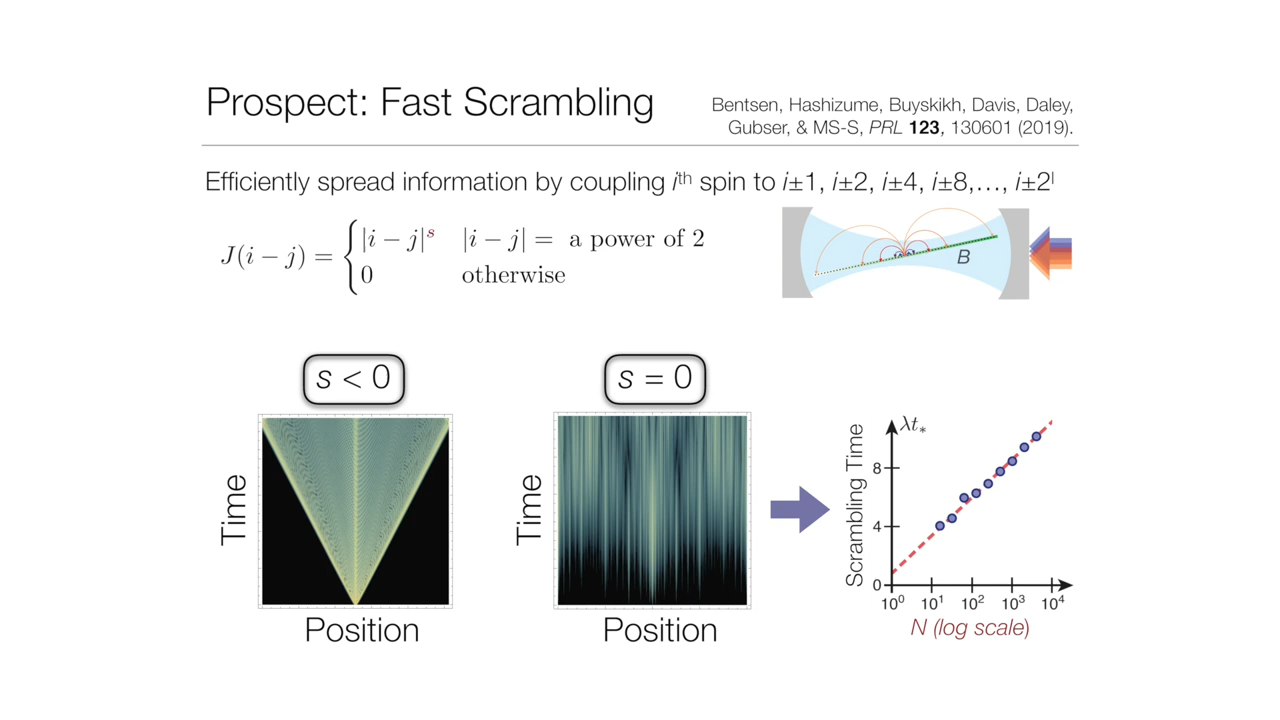 Prospect: Fast Scrambling
Bentsen, Hashizume, Buyskikh, Davis, Daley,
Gubser, & MS-S, PRL 123, 130601 (2019).
Efficiently spread information by coupling iᵗʰ spin to i±1, i±2, i±4, i±8,…, i±2ˡ
J(i − j) = { |i − j|ˢ |i − j| = a power of 2
0 otherwise
B
s < 0
s = 0
Time
Position
Time
Position
Scrambling Time
λt*
8
4
0
10⁰ 10¹ 10² 10³ 10⁴
N (log scale)